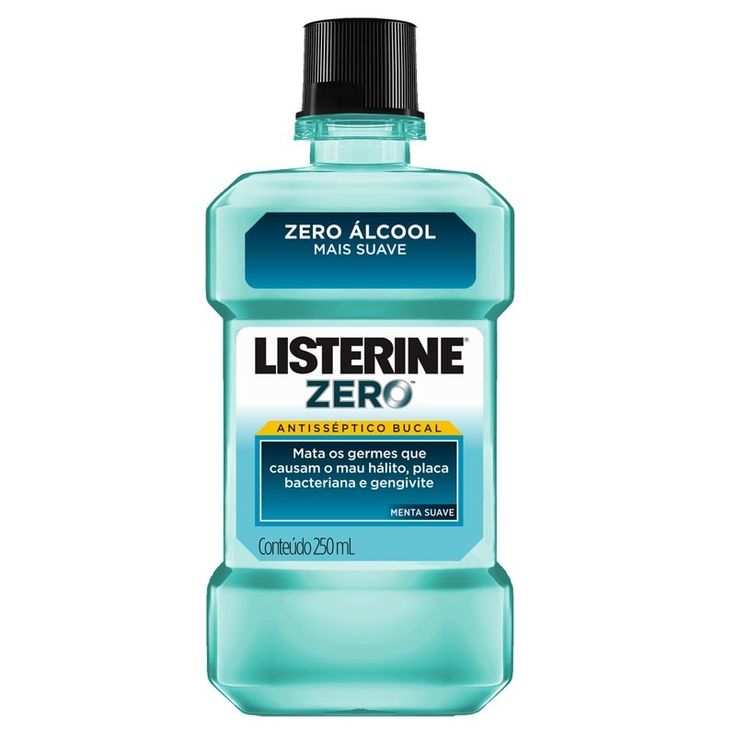 ZERO ÁLCOOL
MAIS SUAVE
LISTERINE®
ZERO™
ANTISSÉPTICO BUCAL
Mata os germes que
causam o mau hálito, placa
bacteriana e gengivite
MENTA SUAVE
Conteúdo 250 mL